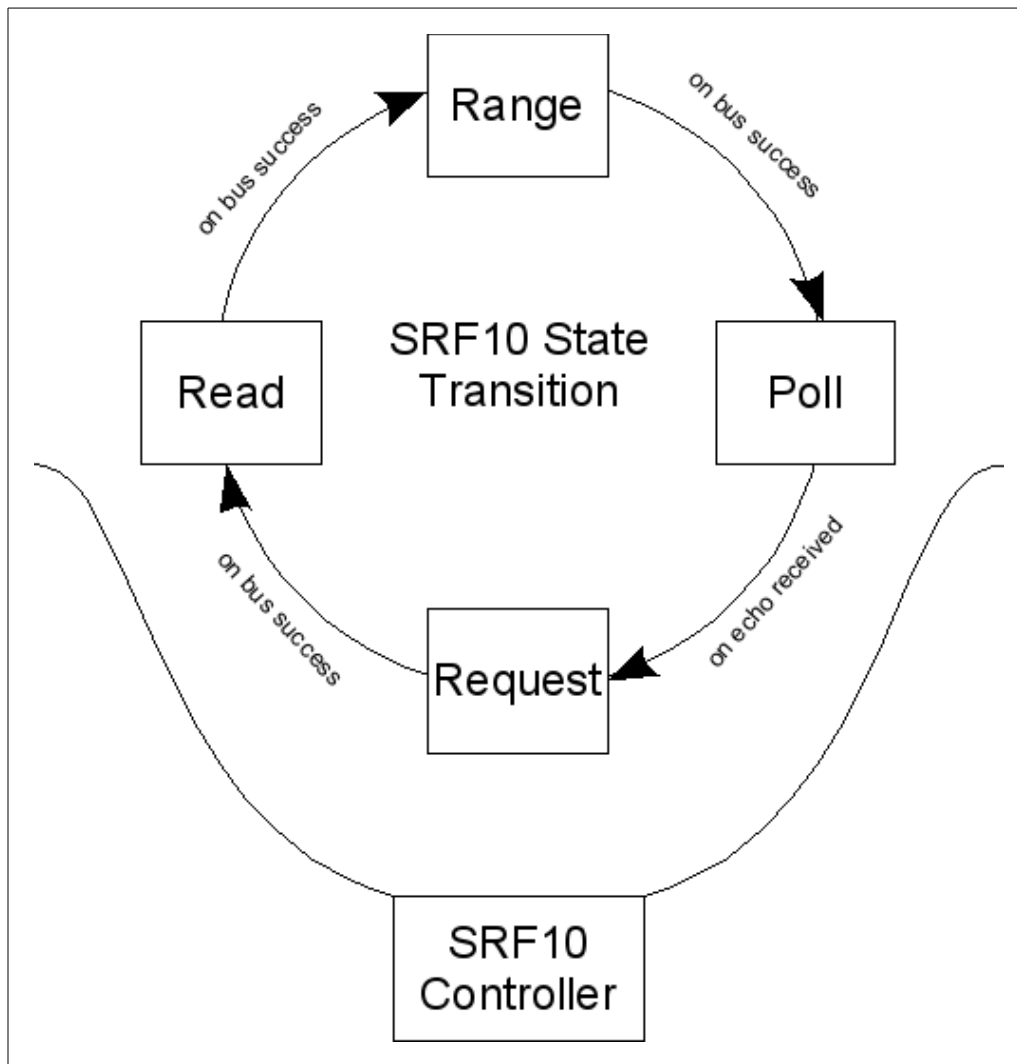 Range
on bus success
on bus success
SRF10 State
Transition
Read
Poll
on bus success
on echo received
Request
SRF10
Controller